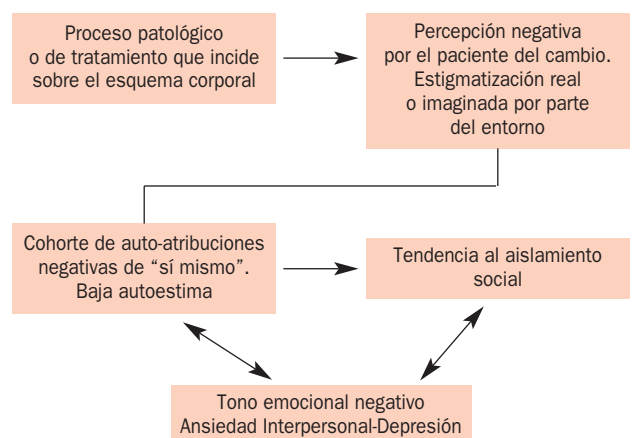 Proceso patológico
o de tratamiento que incide
sobre el esquema corporal
Percepción negativa
por el paciente del cambio.
Estigmatización real
o imaginada por parte
del entorno
Cohorte de auto-atribuciones
negativas de “sí mismo”.
Baja autoestima
Tendencia al aislamiento
social
Tono emocional negativo
Ansiedad Interpersonal-Depresión